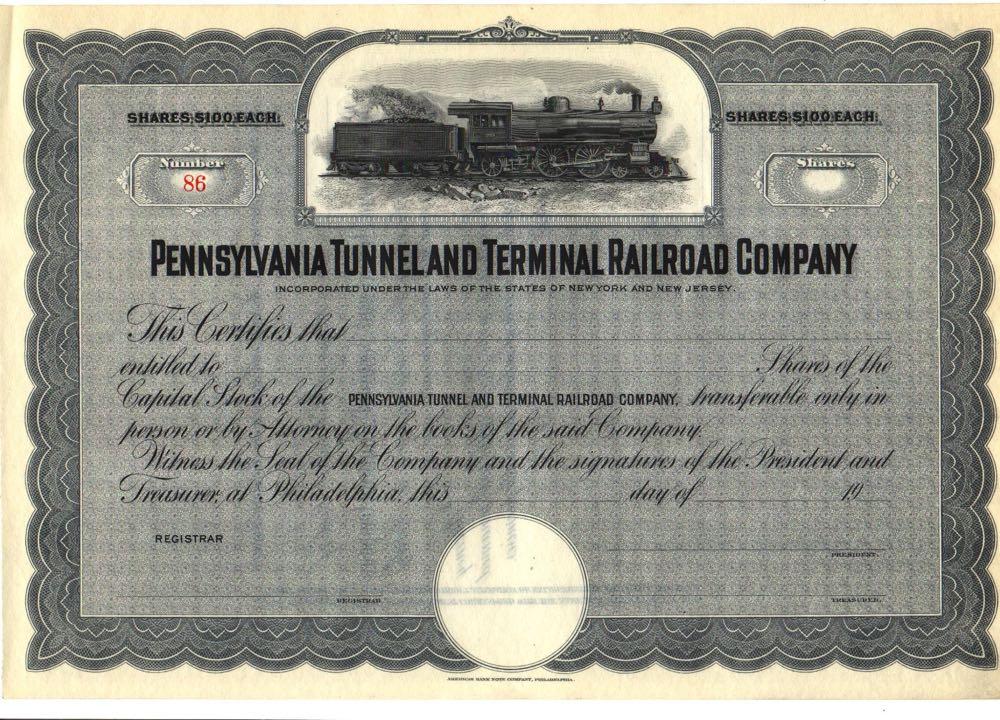 SHARES $100 EACH.
SHARES $100 EACH.
Number
86
Shares
PENNSYLVANIA TUNNEL AND TERMINAL RAILROAD COMPANY
INCORPORATED UNDER THE LAWS OF THE STATES OF NEW YORK AND NEW JERSEY.
This Certifies that
entitled to Shares of the
Capital Stock of the PENNSYLVANIA TUNNEL AND TERMINAL RAILROAD COMPANY, transferable only in
person or by Attorney on the books of the said Company.
Witness the Seal of the Company and the signatures of the President and
Treasurer, at Philadelphia, this day of 19
REGISTRAR
PRESIDENT.
REGISTRAR
TREASURER.
AMERICAN BANK NOTE COMPANY, PHILADELPHIA.